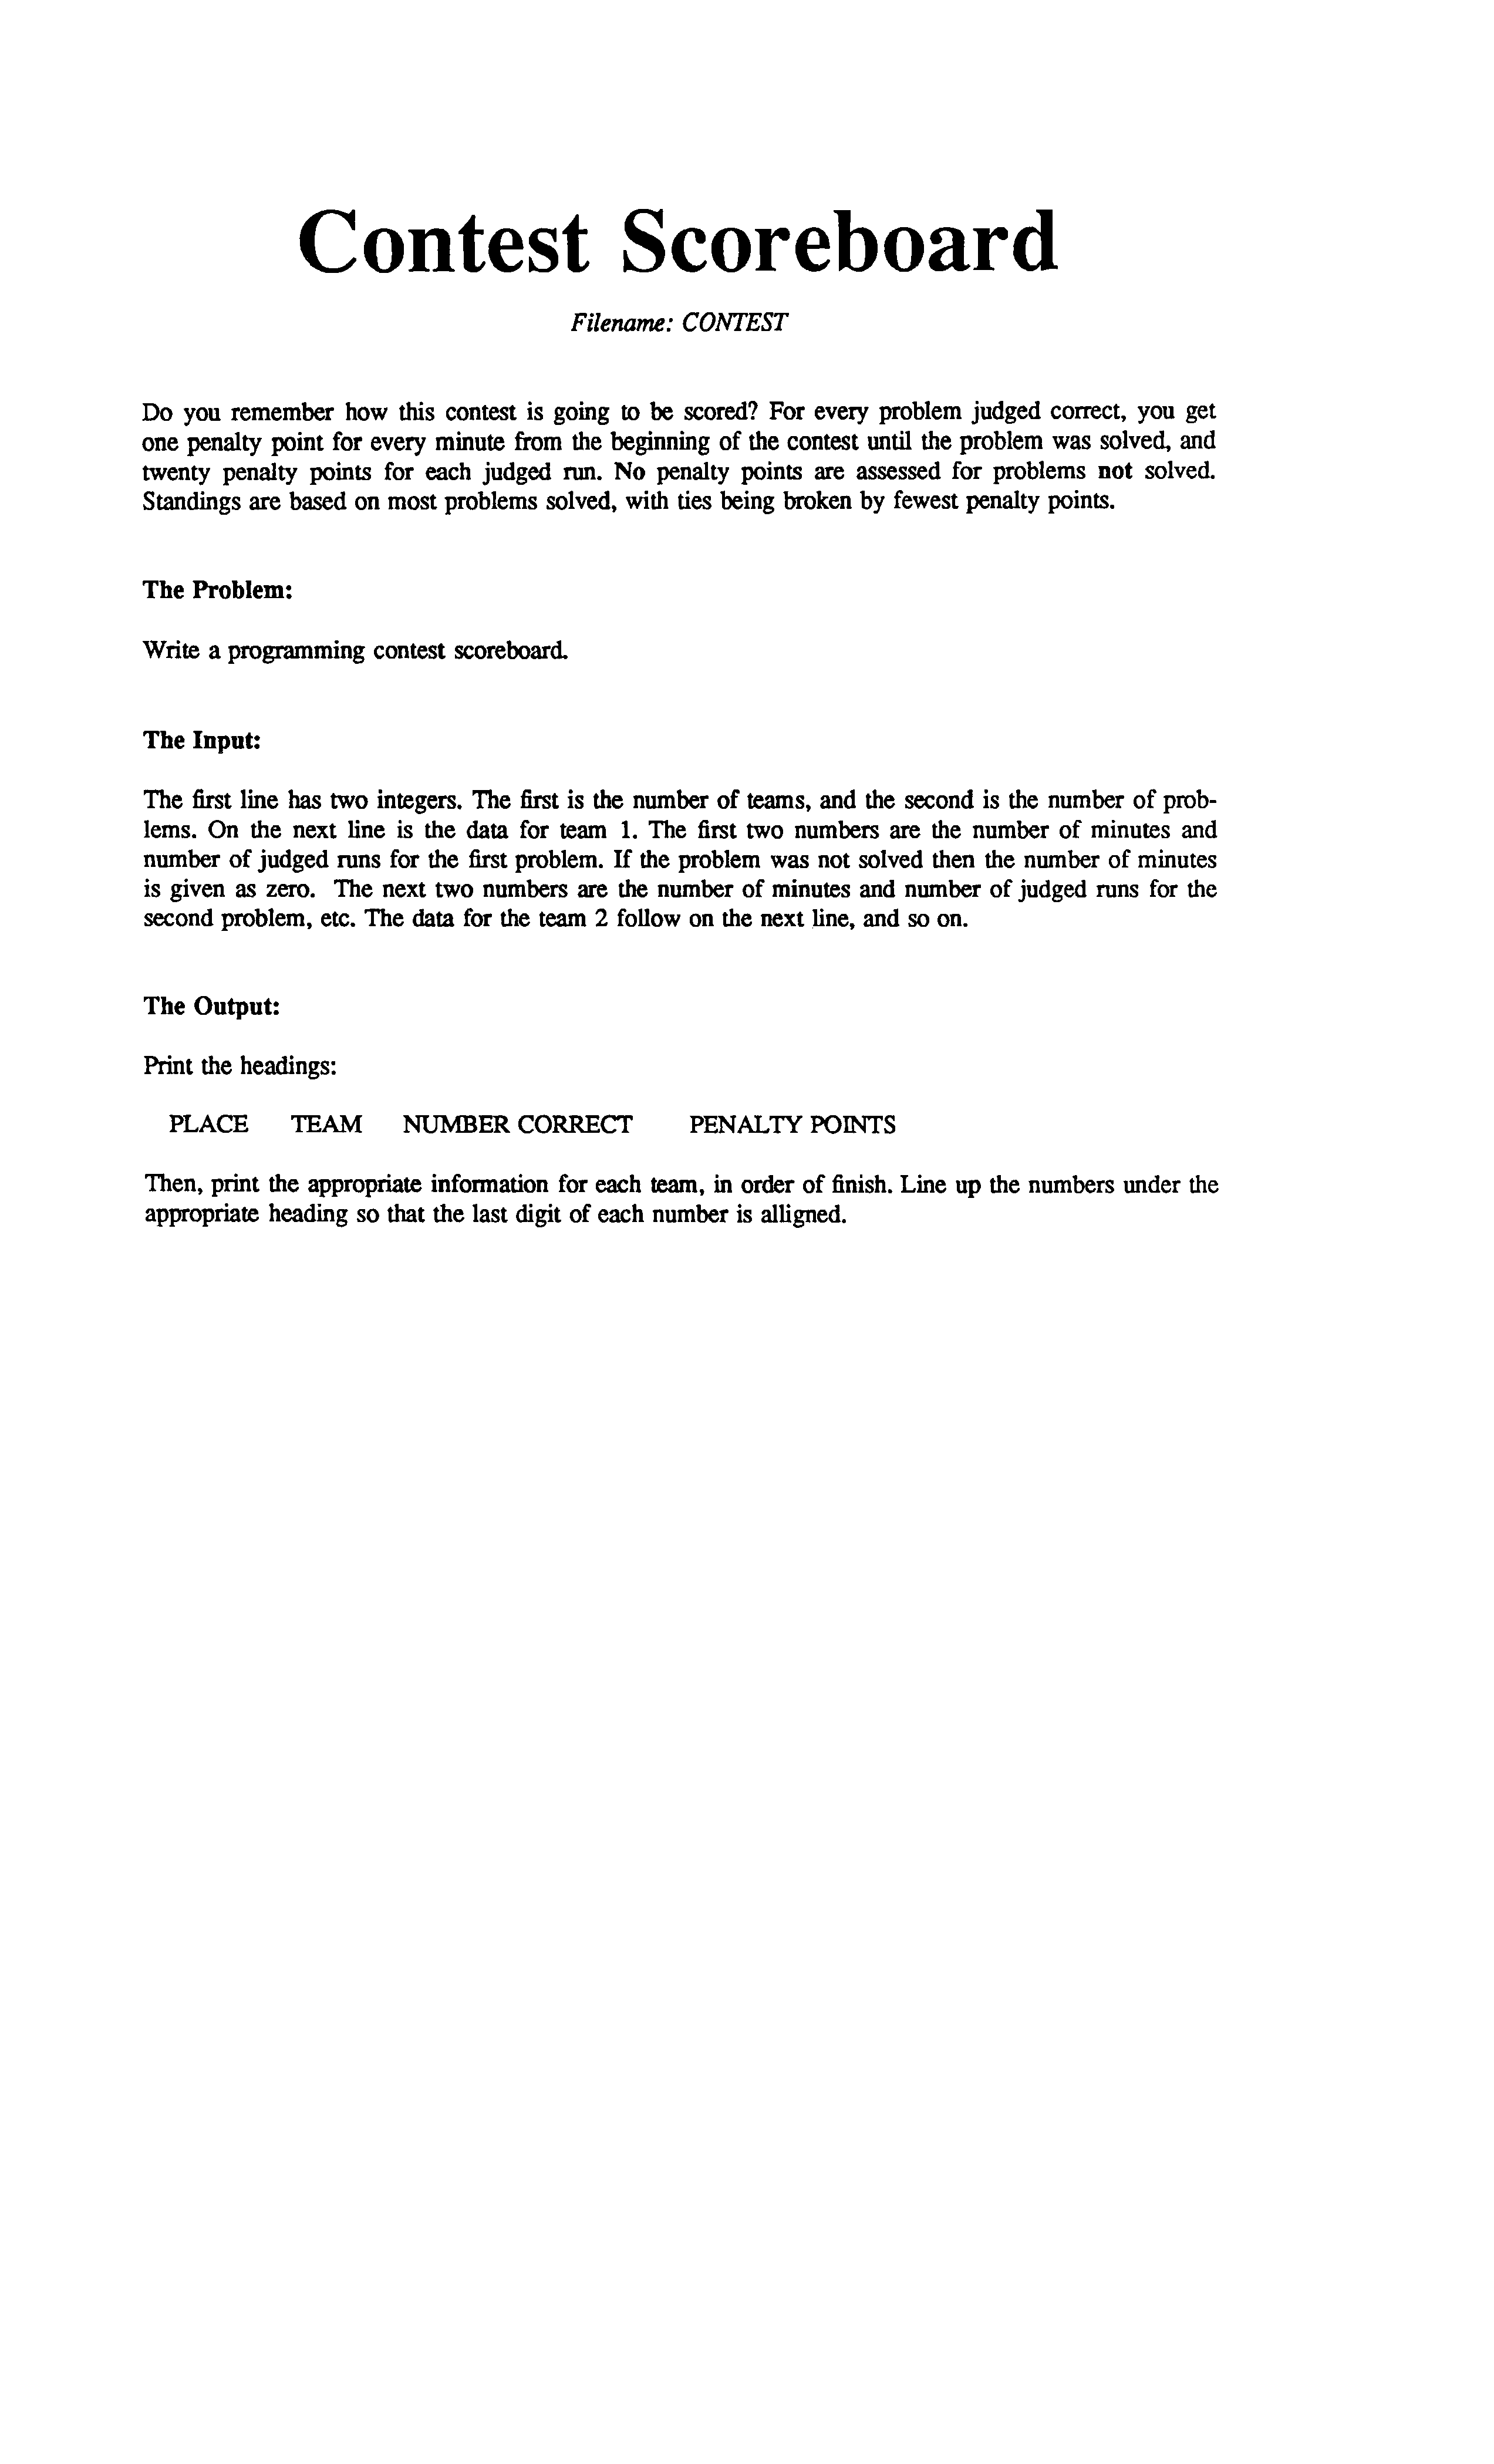 Contest Scoreboard
Filename: CONTEST
Do you remember how this contest is going to be scored? For every problem judged correct, you get
one penalty point for every minute from the beginning of the contest until the problem was solved, and
twenty penalty points for each judged run. No penalty points are assessed for problems not solved.
Standings are based on most problems solved, with ties being broken by fewest penalty points.
The Problem:
Write a programming contest scoreboard.
The Input:
The first line has two integers. The first is the number of teams, and the second is the number of prob-
lems. On the next line is the data for team 1. The first two numbers are the number of minutes and
number of judged runs for the first problem. If the problem was not solved then the number of minutes
is given as zero. The next two numbers are the number of minutes and number of judged runs for the
second problem, etc. The data for the team 2 follow on the next line, and so on.
The Output:
Print the headings:
PLACE TEAM NUMBER CORRECT PENALTY POINTS
Then, print the appropriate information for each team, in order of finish. Line up the numbers under the
appropriate heading so that the last digit of each number is alligned.